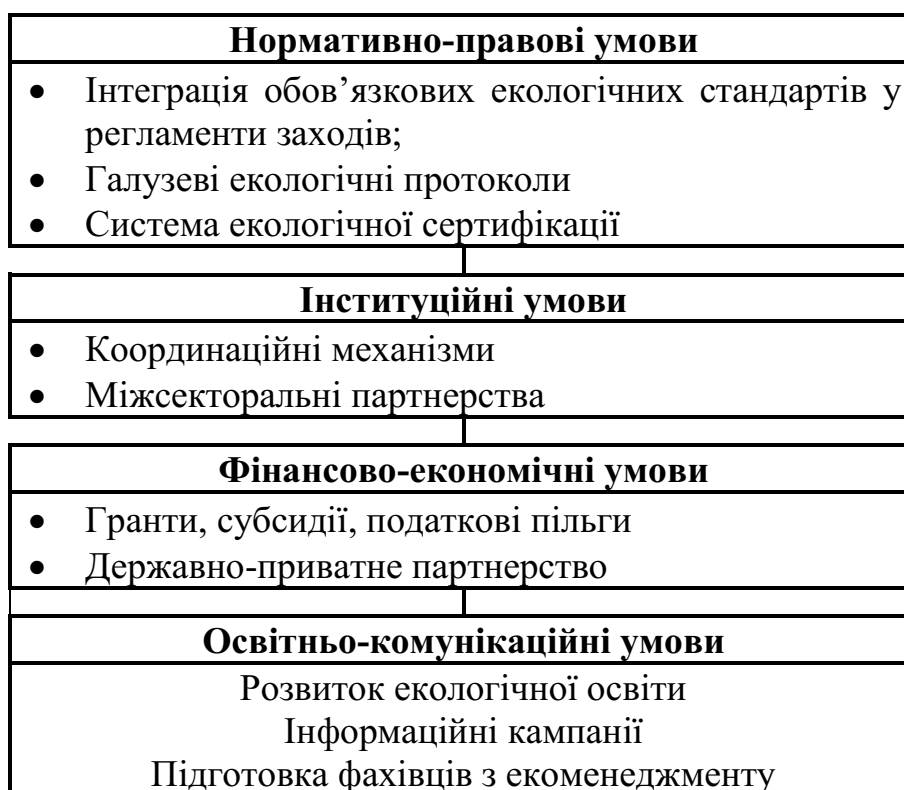 Нормативно-правові умови
• Інтеграція обов’язкових екологічних стандартів у
регламенти заходів;
• Галузеві екологічні протоколи
• Система екологічної сертифікації
Інституційні умови
• Координаційні механізми
• Міжсекторальні партнерства
Фінансово-економічні умови
• Гранти, субсидії, податкові пільги
• Державно-приватне партнерство
Освітньо-комунікаційні умови
Розвиток екологічної освіти
Інформаційні кампанії
Підготовка фахівців з екоменеджменту